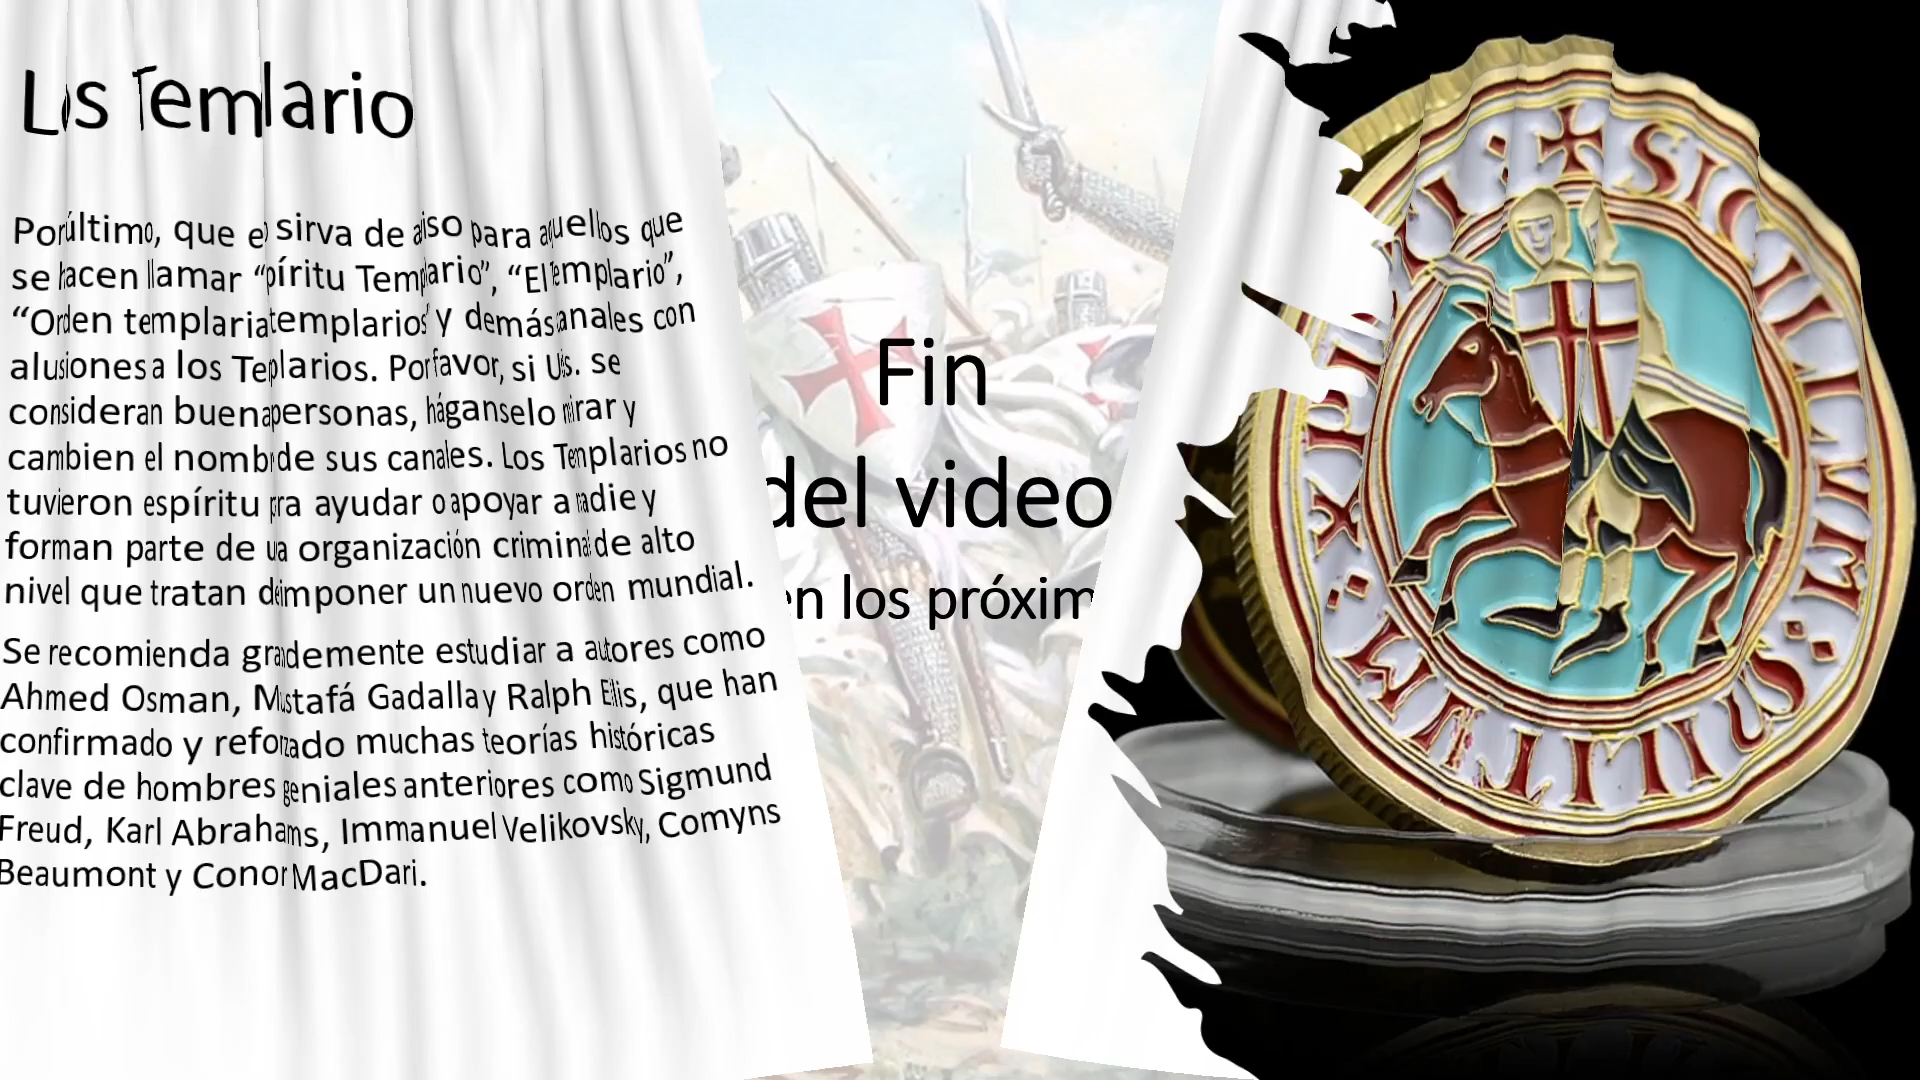 Los Templario
Por último, que esto sirva de aviso para aquellos que
se hacen llamar “Espíritu Templario”, “El Templario”,
“Orden templaria templarios” y demás canales con
alusiones a los Templarios. Por favor, si Uds. se
consideran buenas personas, háganselo mirar y
cambien el nombre de sus canales. Los Templarios no
tuvieron espíritu para ayudar o apoyar a nadie y
forman parte de una organización criminal de alto
nivel que tratan de imponer un nuevo orden mundial.
Se recomienda grandemente estudiar a autores como
Ahmed Osman, Mustafá Gadalla y Ralph Ellis, que han
confirmado y reforzado muchas teorías históricas
clave de hombres geniales anteriores como Sigmund
Freud, Karl Abrahams, Immanuel Velikovsky, Comyns
Beaumont y Conor MacDari.
Fin
del video
en los próxim
SIGILLVM MILITVM